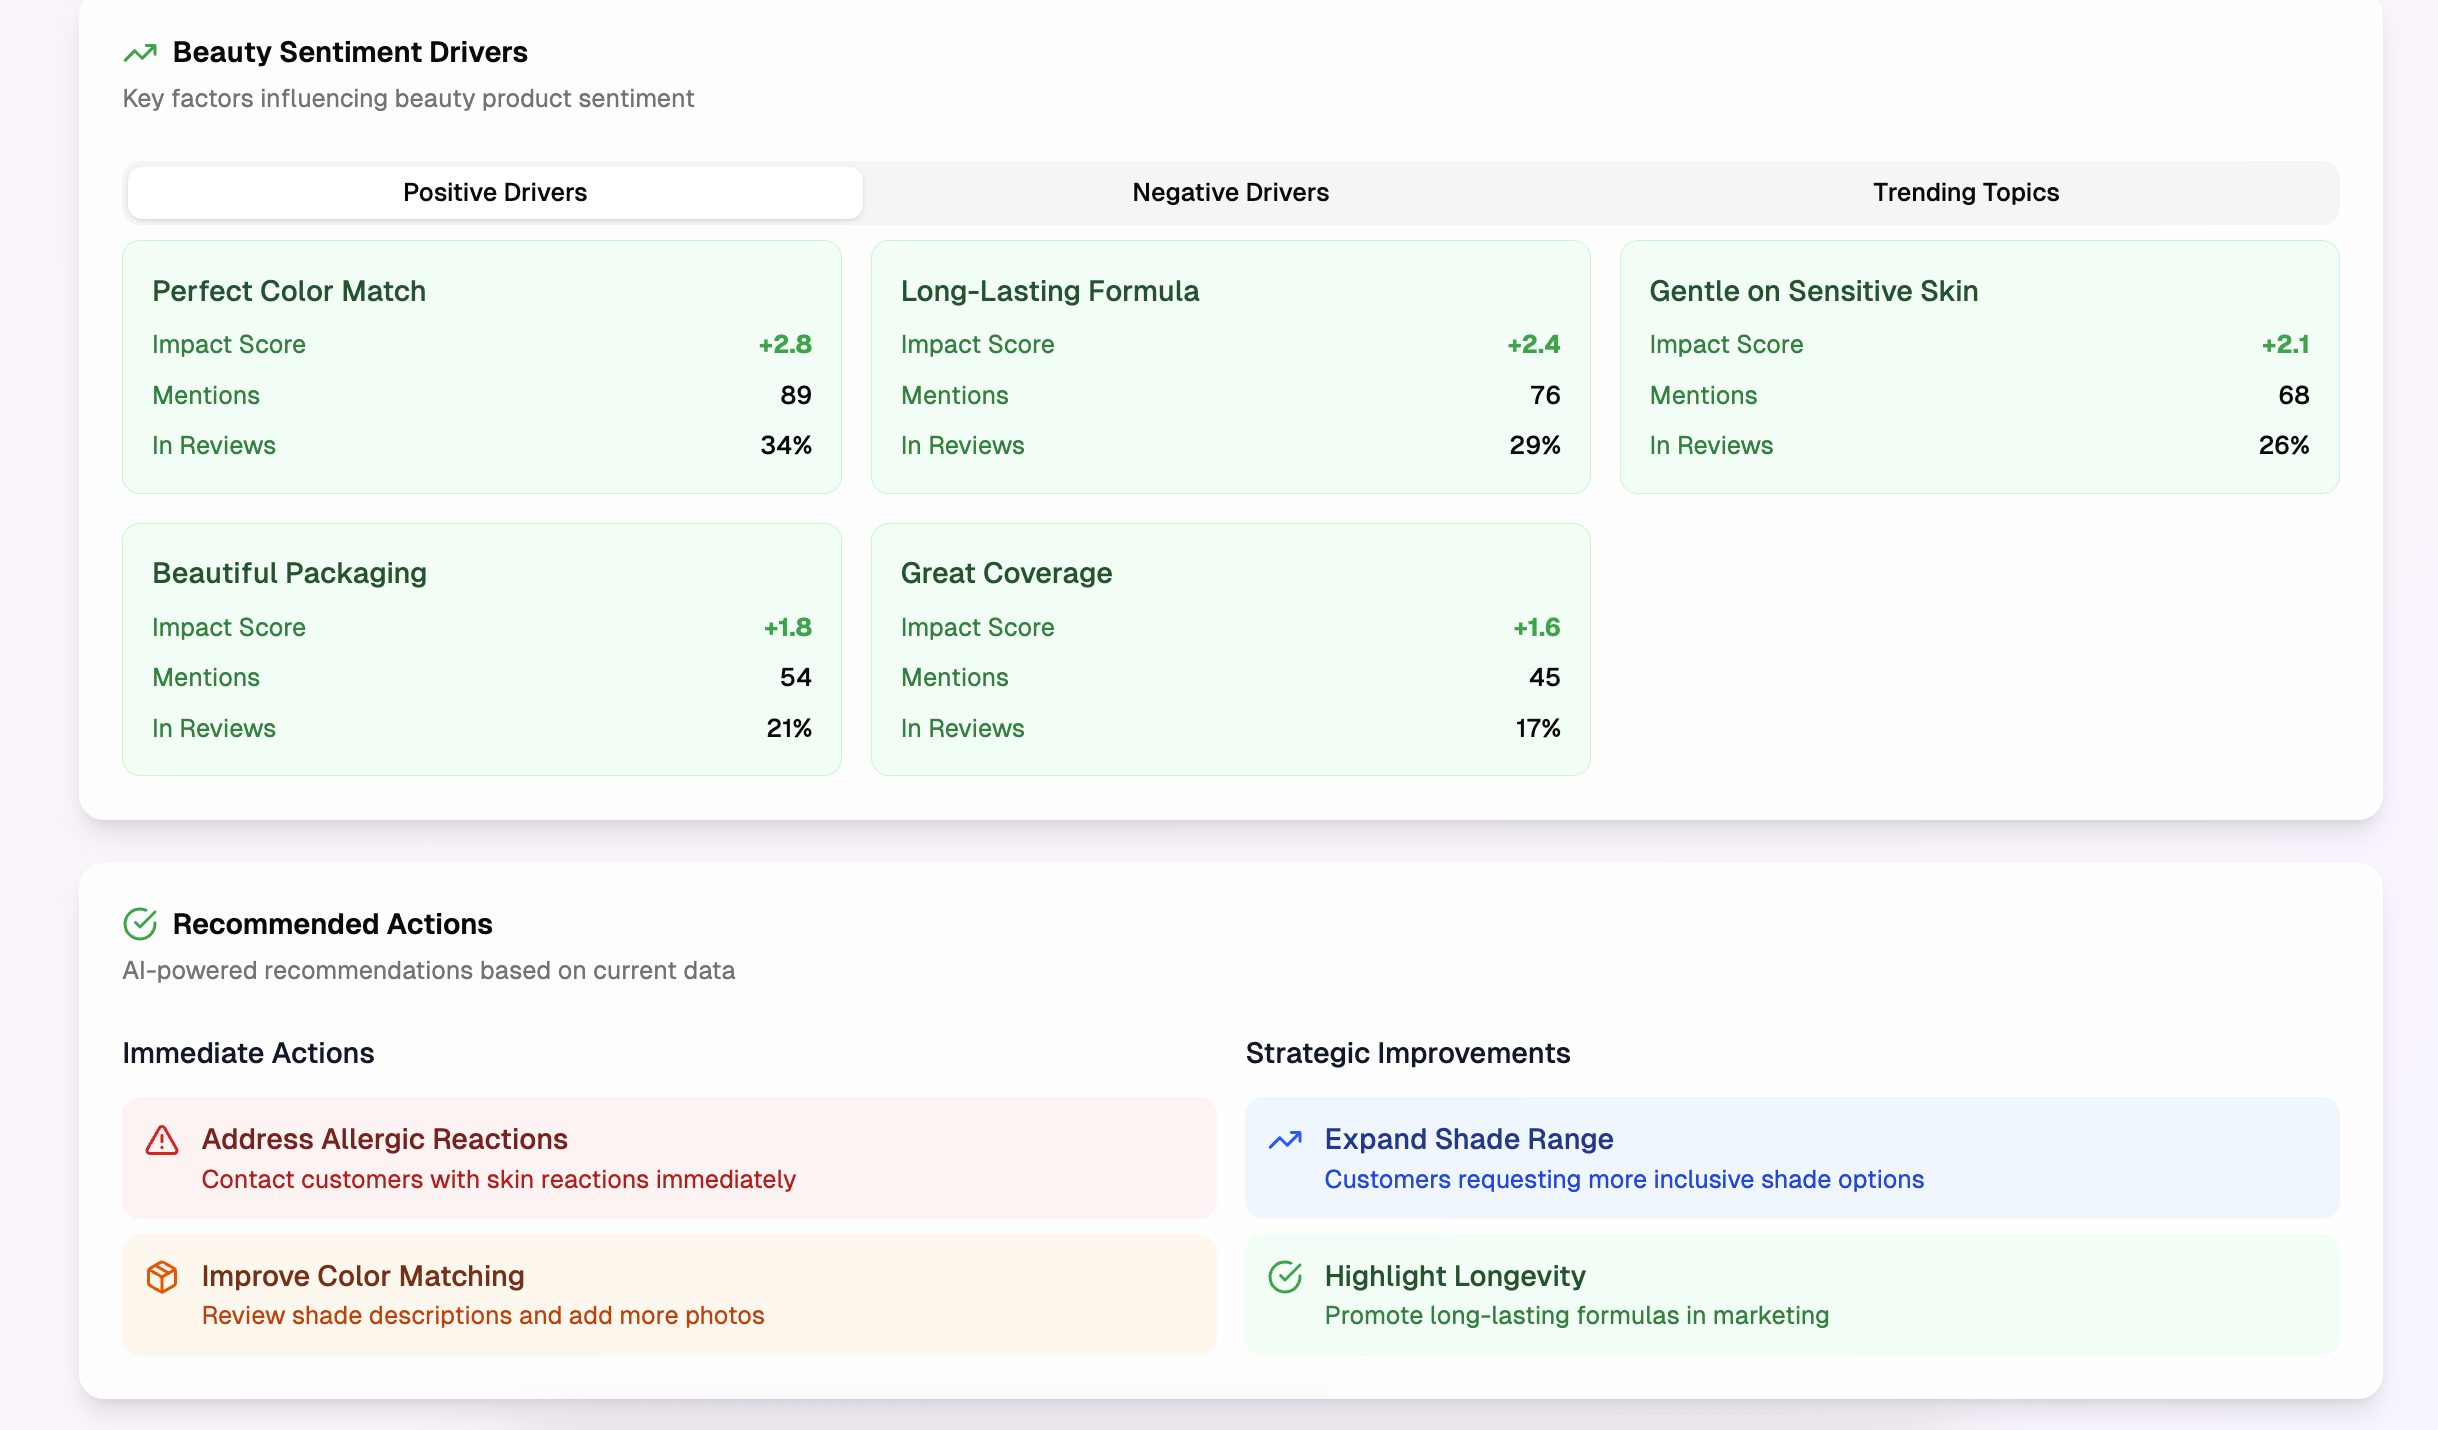 Beauty Sentiment Drivers
Key factors influencing beauty product sentiment
Positive Drivers
Negative Drivers
Trending Topics
Perfect Color Match
Impact Score +2.8
Mentions 89
In Reviews 34%
Long-Lasting Formula
Impact Score +2.4
Mentions 76
In Reviews 29%
Gentle on Sensitive Skin
Impact Score +2.1
Mentions 68
In Reviews 26%
Beautiful Packaging
Impact Score +1.8
Mentions 54
In Reviews 21%
Great Coverage
Impact Score +1.6
Mentions 45
In Reviews 17%
Recommended Actions
AI-powered recommendations based on current data
Immediate Actions
Address Allergic Reactions
Contact customers with skin reactions immediately
Improve Color Matching
Review shade descriptions and add more photos
Strategic Improvements
Expand Shade Range
Customers requesting more inclusive shade options
Highlight Longevity
Promote long-lasting formulas in marketing